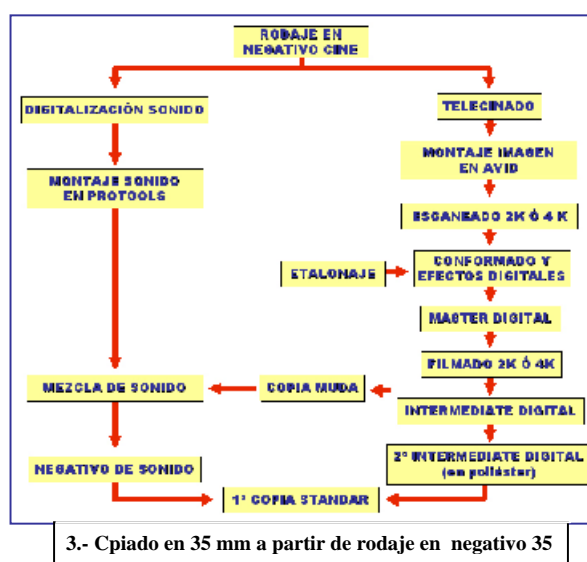 RODAJE EN
NEGATIVO CINE
DIGITALIZACIÓN SONIDO
TELECINADO
MONTAJE SONIDO
EN PROTOOLS
MONTAJE IMAGEN
EN AVID
ESCANEADO 2K Ó 4 K
ETALONAJE
CONFORMADO Y
EFECTOS DIGITALES
MASTER DIGITAL
FILMADO 2K Ó 4K
MEZCLA DE SONIDO
COPIA MUDA
INTERMEDIATE DIGITAL
NEGATIVO DE SONIDO
2º INTERMEDIATE DIGITAL
(en poliéster)
1ª COPIA STANDAR
3.- Cpiado en 35 mm a partir de rodaje en negativo 35